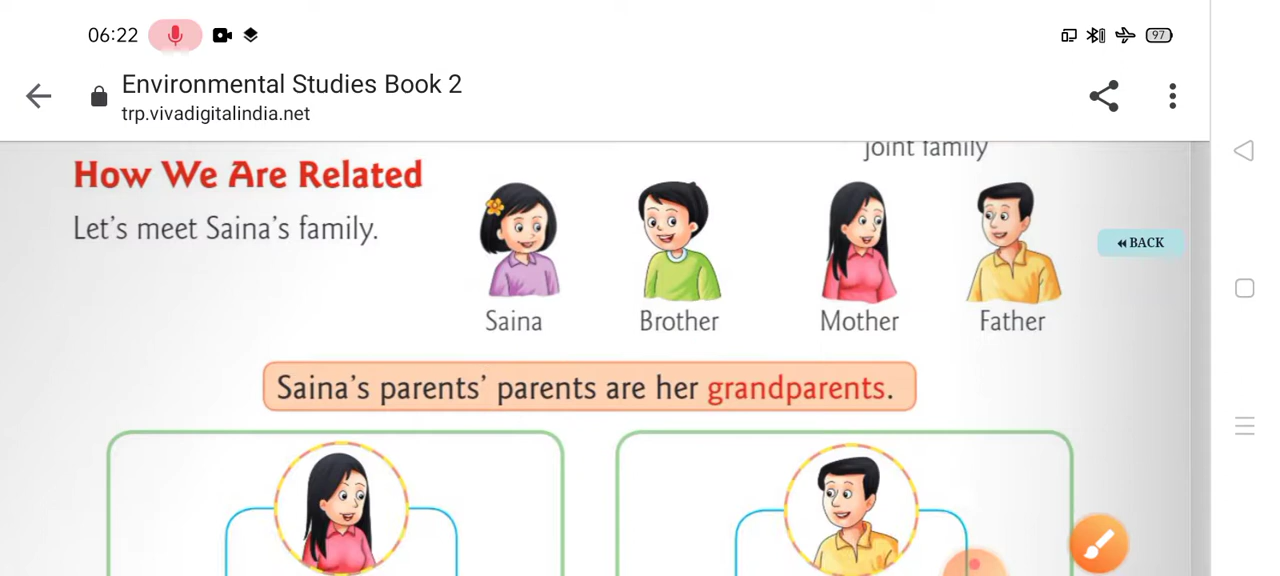 06:22
97
Environmental Studies Book 2
trp.vivadigitalindia.net
joint family
How We Are Related
Let's meet Saina's family.
BACK
Saina Brother Mother Father
Saina's parents' parents are her grandparents.